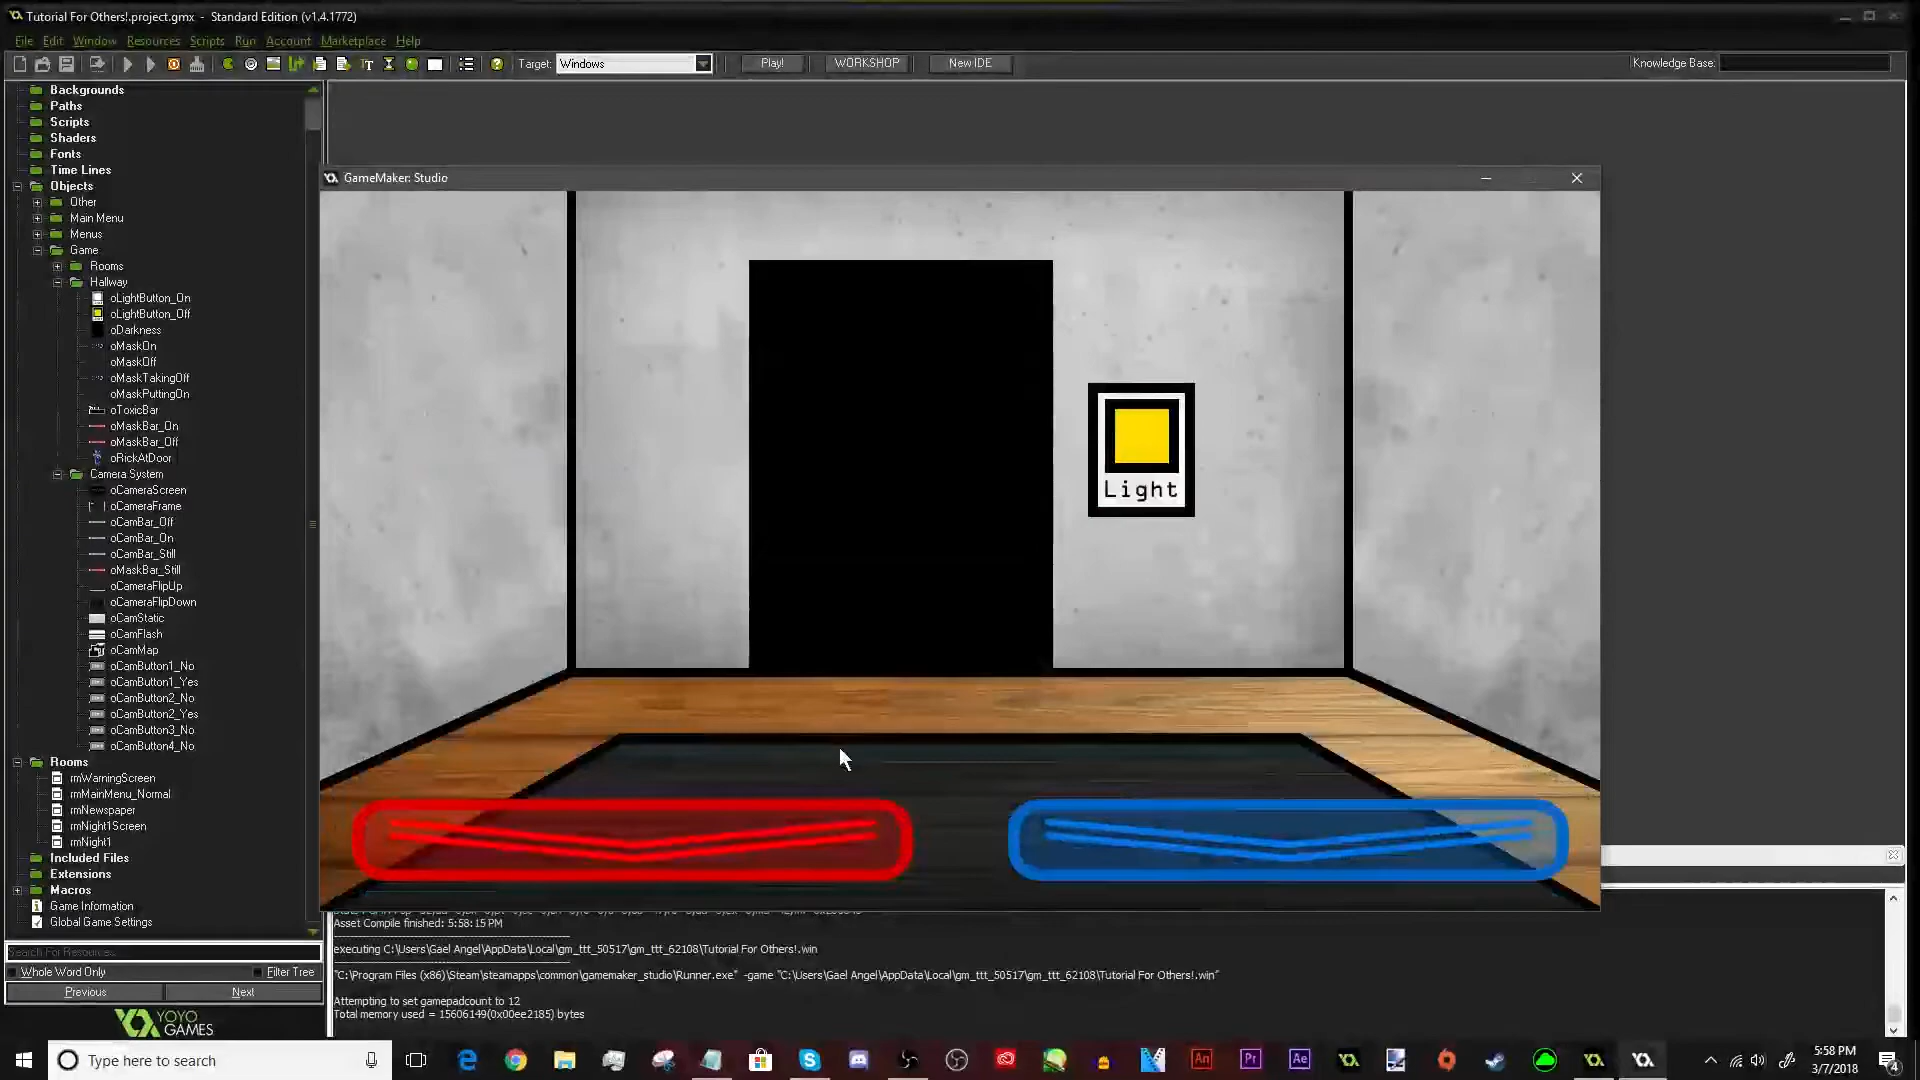 Tutorial For Others!.project.gmx - Standard Edition (v1.4.1772)
File Edit Window Resources Scripts Run Account Marketplace Help
Target: Windows Play! WORKSHOP New IDE Knowledge Base:
Backgrounds
Paths
Scripts
Shaders
Fonts
Time Lines
Objects
Other
Main Menu
Menus
Game
Rooms
Hallway
oLightButton_On
oLightButton_Off
oDarkness
oMaskOn
oMaskOff
oMaskTakingOff
oMaskPuttingOn
oToxicBar
oMaskBar_On
oMaskBar_Off
oRickAtDoor
Camera System
oCameraScreen
oCameraFrame
oCamBar_Off
oCamBar_On
oCamBar_Still
oMaskBar_Still
oCameraFlipUp
oCameraFlipDown
oCamStatic
oCamFlash
oCamMap
oCamButton1_No
oCamButton1_Yes
oCamButton2_No
oCamButton2_Yes
oCamButton3_No
oCamButton4_No
Rooms
rmWarningScreen
rmMainMenu_Normal
rmNewspaper
rmNight1Screen
rmNight1
Included Files
Extensions
Macros
Game Information
Global Game Settings
Search For Resources
Whole Word Only Filter Tree
Previous Next
YOYO
GAMES
GameMaker: Studio
Light
Asset Compile finished: 5:58:15 PM
executing C:\Users\Gael Angel\AppData\Local\gm_ttt_50517\gm_ttt_62108\Tutorial For Others!.win
"C:\Program Files (x86)\Steam\steamapps\common\gamemaker_studio\Runner.exe" -game "C:\Users\Gael Angel\AppData\Local\gm_ttt_50517\gm_ttt_62108\Tutorial For Others!.win"
Attempting to set gamepadcount to 12
Total memory used = 15606149(0x00ee2185) bytes
Type here to search
An Pr Ae
5:58 PM
3/7/2018
4